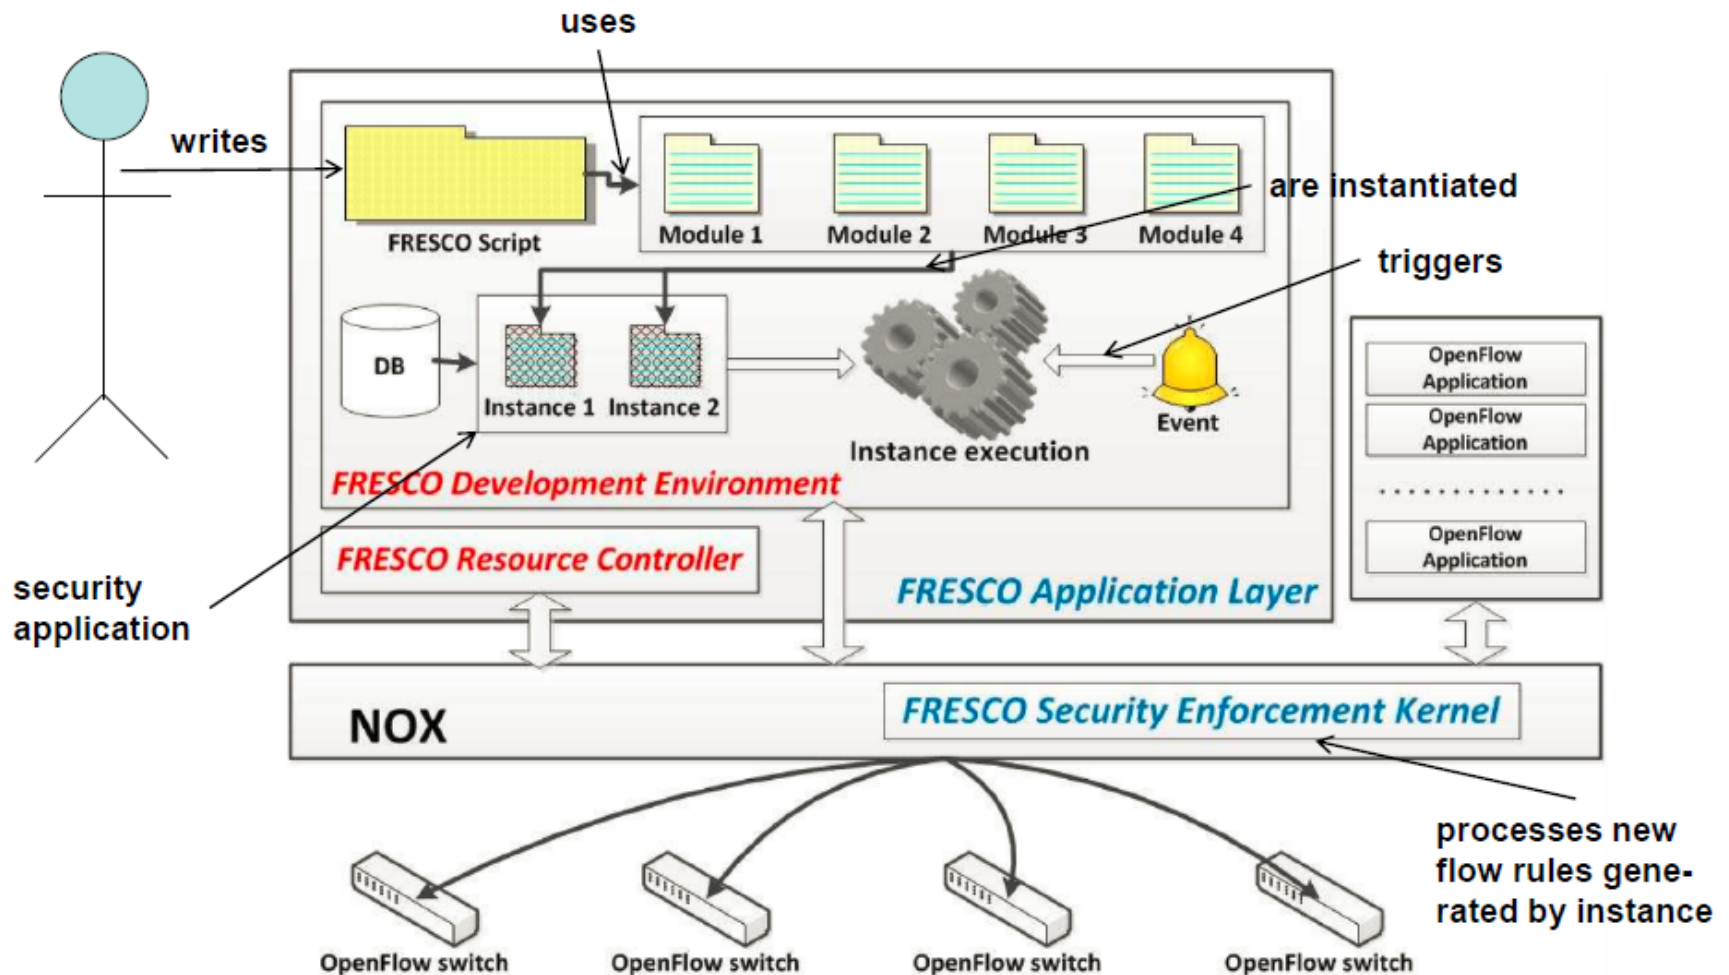 uses
writes
FRESCO Script
Module 1
Module 2
Module 3
Module 4
are instantiated
triggers
DB
Instance 1
Instance 2
Instance execution
Event
FRESCO Development Environment
FRESCO Resource Controller
FRESCO Application Layer
security
application
OpenFlow
Application
OpenFlow
Application
. . . . . . . . . . . . .
OpenFlow
Application
NOX
FRESCO Security Enforcement Kernel
processes new
flow rules gene-
rated by instance
OpenFlow switch
OpenFlow switch
OpenFlow switch
OpenFlow switch